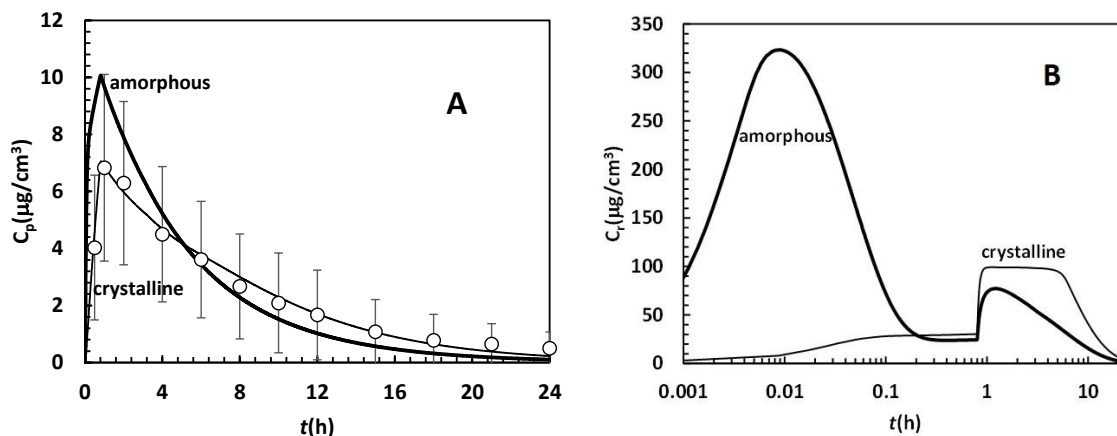 12
10
8
6
4
2
0
Cp(μg/cm³)
amorphous
crystalline
A
0 4 8 12 16 20 24
t(h)
350
300
250
200
150
100
50
0
Cr(μg/cm³)
amorphous
crystalline
B
0.001 0.01 0.1 1 10
t(h)